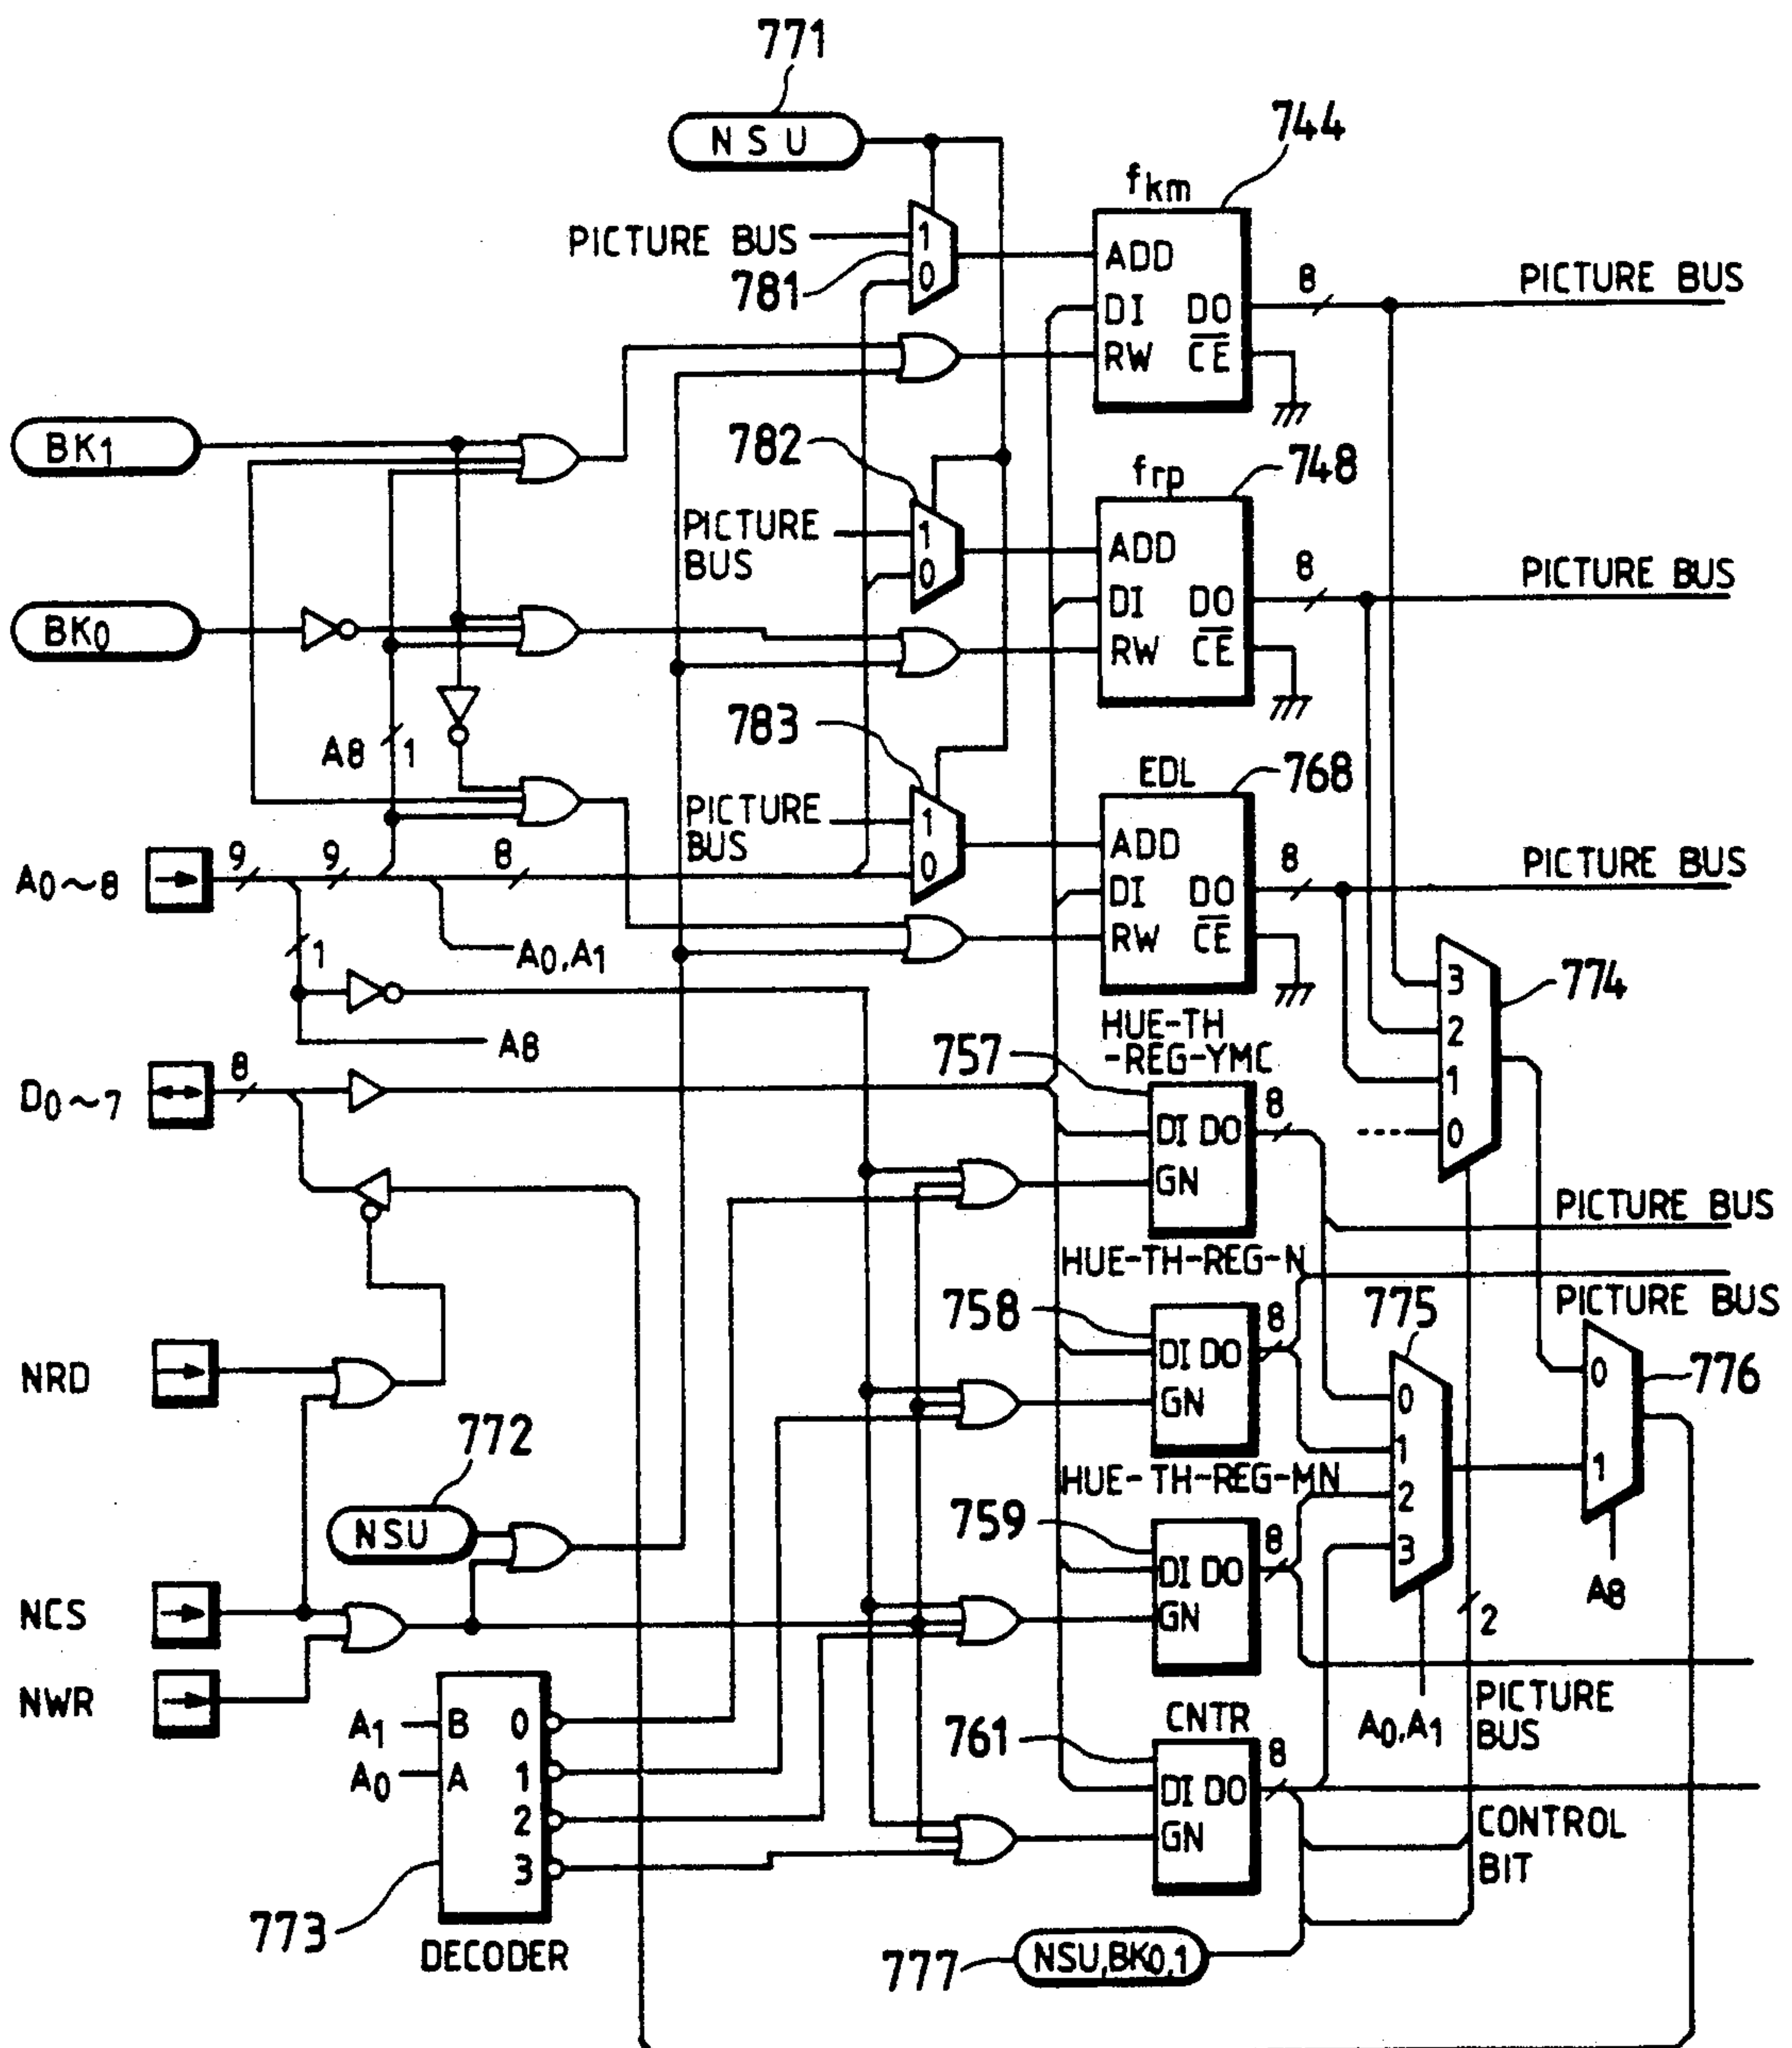 771
NSU
744
fkm
PICTURE BUS
1
0
781
ADD
DI
DO
RW
CE
8
PICTURE BUS
BK1
782
frp
748
PICTURE
BUS
1
0
ADD
DI
DO
RW
CE
8
PICTURE BUS
BK0
783
A8
1
EDL
768
PICTURE
BUS
1
0
ADD
DI
DO
RW
CE
8
PICTURE BUS
A0~8
9
9
8
1
A0,A1
A8
3
2
1
0
774
D0~7
8
757
HUE-TH
-REG-YMC
DI DO
GN
8
PICTURE BUS
HUE-TH-REG-N
PICTURE BUS
758
DI DO
GN
8
775
0
1
2
3
776
0
1
A8
NRD
772
NSU
HUE-TH-REG-MN
759
DI DO
GN
8
2
NCS
NWR
A1
A0
B
A
0
1
2
3
773
DECODER
A0,A1
PICTURE
BUS
CNTR
761
DI DO
GN
8
CONTROL
BIT
777
NSU,BK0,1